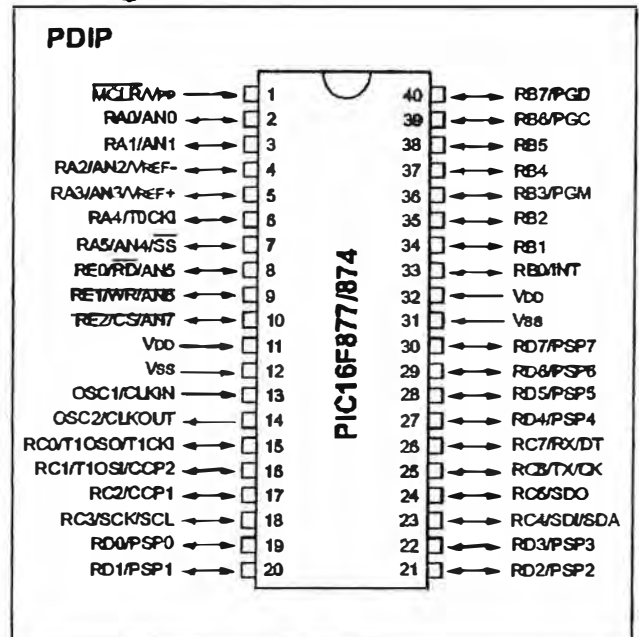 PDIP
MCLR/VPP 1
RA0/AN0 2
RA1/AN1 3
RA2/AN2/VREF- 4
RA3/AN3/VREF+ 5
RA4/T0CKI 6
RA5/AN4/SS 7
RE0/RD/AN5 8
RE1/WR/AN6 9
RE2/CS/AN7 10
VDD 11
VSS 12
OSC1/CLKIN 13
OSC2/CLKOUT 14
RC0/T1OSO/T1CKI 15
RC1/T1OSI/CCP2 16
RC2/CCP1 17
RC3/SCK/SCL 18
RD0/PSP0 19
RD1/PSP1 20
PIC16F877/874
40 RB7/PGD
39 RB6/PGC
38 RB5
37 RB4
36 RB3/PGM
35 RB2
34 RB1
33 RB0/INT
32 VDD
31 VSS
30 RD7/PSP7
29 RD6/PSP6
28 RD5/PSP5
27 RD4/PSP4
26 RC7/RX/DT
25 RC6/TX/CK
24 RC5/SDO
23 RC4/SDI/SDA
22 RD3/PSP3
21 RD2/PSP2